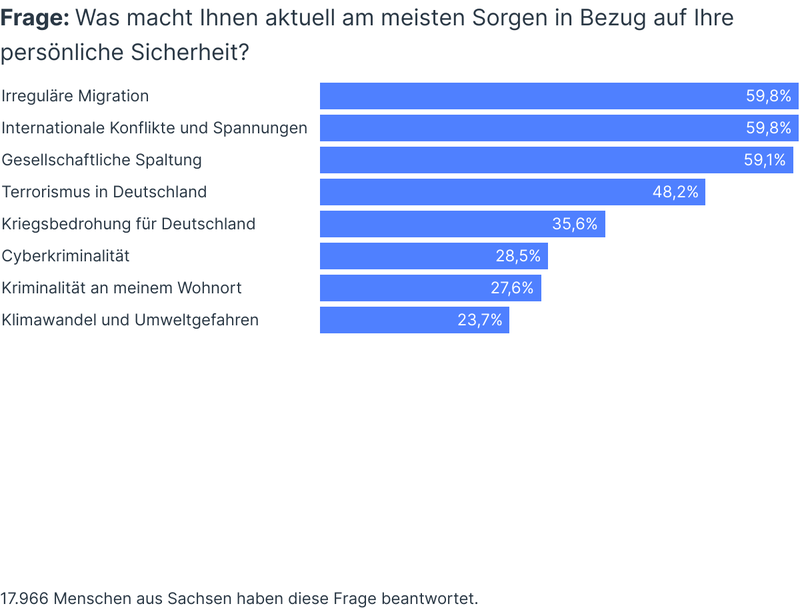 Frage: Was macht Ihnen aktuell am meisten Sorgen in Bezug auf Ihre
persönliche Sicherheit?
Irreguläre Migration 59,8%
Internationale Konflikte und Spannungen 59,8%
Gesellschaftliche Spaltung 59,1%
Terrorismus in Deutschland 48,2%
Kriegsbedrohung für Deutschland 35,6%
Cyberkriminalität 28,5%
Kriminalität an meinem Wohnort 27,6%
Klimawandel und Umweltgefahren 23,7%
17.966 Menschen aus Sachsen haben diese Frage beantwortet.